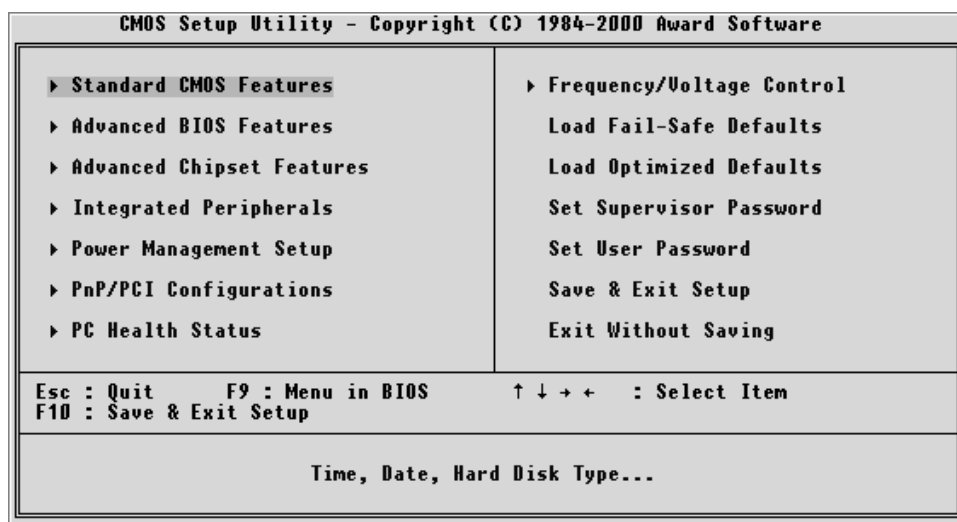 CMOS Setup Utility - Copyright (C) 1984-2000 Award Software
▸ Standard CMOS Features
▸ Advanced BIOS Features
▸ Advanced Chipset Features
▸ Integrated Peripherals
▸ Power Management Setup
▸ PnP/PCI Configurations
▸ PC Health Status
▸ Frequency/Voltage Control
Load Fail-Safe Defaults
Load Optimized Defaults
Set Supervisor Password
Set User Password
Save & Exit Setup
Exit Without Saving
Esc : Quit F9 : Menu in BIOS ↑ ↓ → ← : Select Item
F10 : Save & Exit Setup
Time, Date, Hard Disk Type...